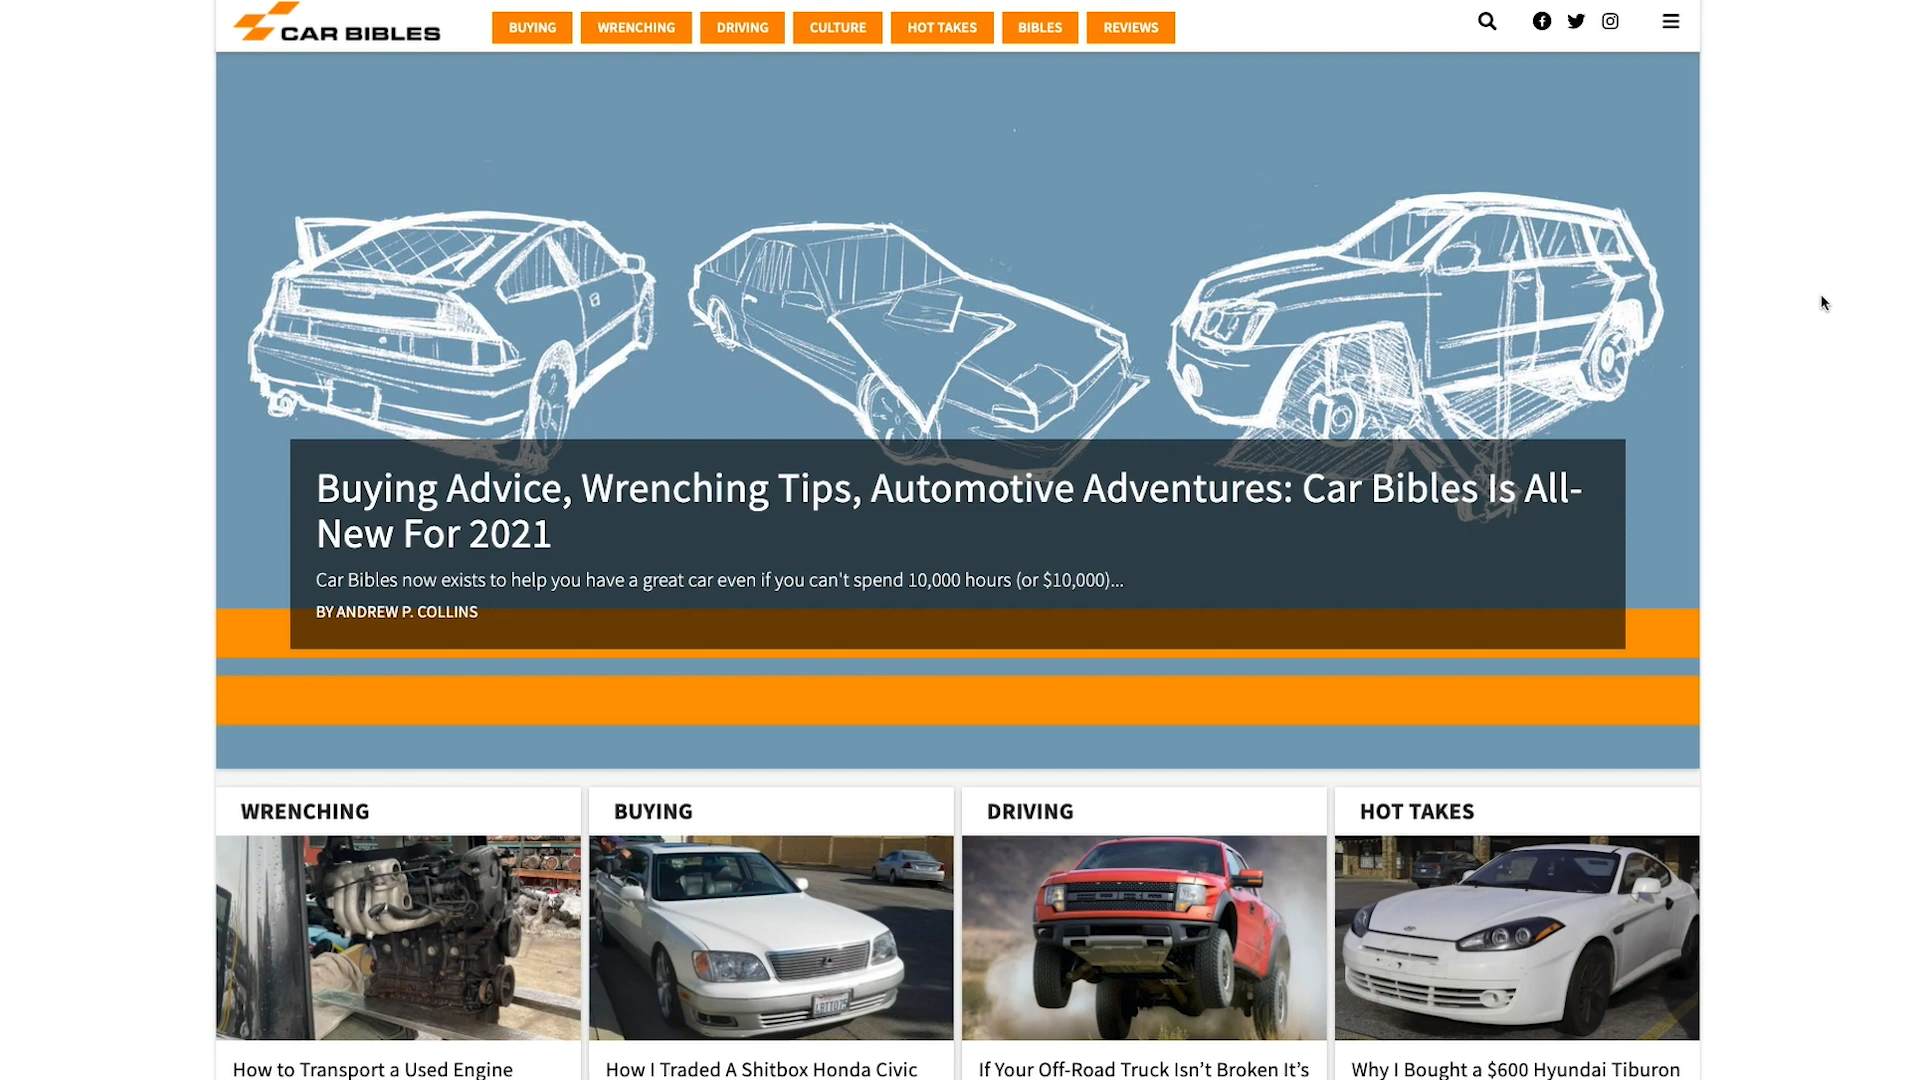 CAR BIBLES
BUYING
WRENCHING
DRIVING
CULTURE
HOT TAKES
BIBLES
REVIEWS
Buying Advice, Wrenching Tips, Automotive Adventures: Car Bibles Is All-
New For 2021
Car Bibles now exists to help you have a great car even if you can't spend 10,000 hours (or $10,000)...
BY ANDREW P. COLLINS
WRENCHING
How to Transport a Used Engine
BUYING
How I Traded A Shitbox Honda Civic
DRIVING
If Your Off-Road Truck Isn’t Broken It’s
HOT TAKES
Why I Bought a $600 Hyundai Tiburon